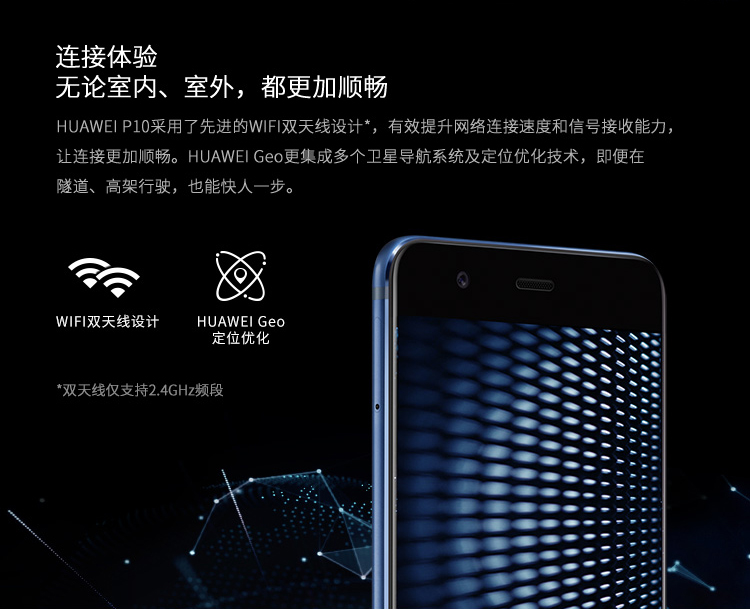 连接体验
无论室内、室外，都更加顺畅
HUAWEI P10采用了先进的WIFI双天线设计*，有效提升网络连接速度和信号接收能力，
让连接更加顺畅。HUAWEI Geo更集成多个卫星导航系统及定位优化技术，即便在
隧道、高架行驶，也能快人一步。
WIFI双天线设计
HUAWEI Geo
定位优化
*双天线仅支持2.4GHz频段